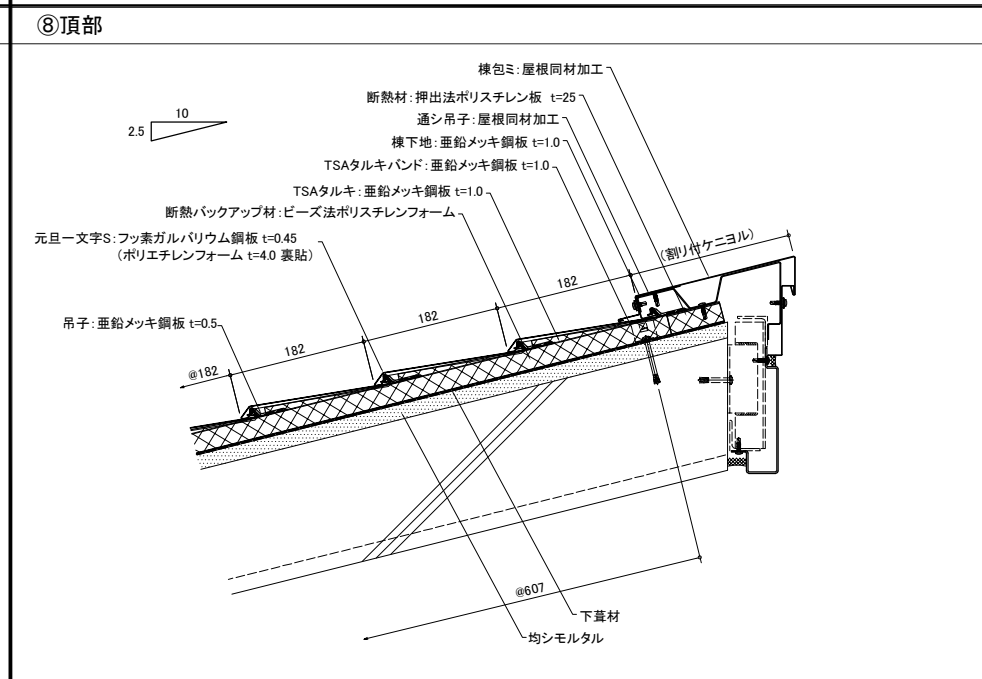 ⑧頂部
棟包ミ:屋根同材加工
断熱材:押出法ポリスチレン板 t=25
通シ吊子:屋根同材加工
棟下地:亜鉛メッキ鋼板 t=1.0
TSAタルキバンド:亜鉛メッキ鋼板 t=1.0
TSAタルキ:亜鉛メッキ鋼板 t=1.0
断熱バックアップ材:ビーズ法ポリスチレンフォーム
元旦一文字S:フッ素ガルバリウム鋼板 t=0.45
(ポリエチレンフォーム t=4.0 裏貼)
吊子:亜鉛メッキ鋼板 t=0.5
10
2.5
(割り付ケニヨル)
182
182
182
@182
@607
下葺材
均シモルタル